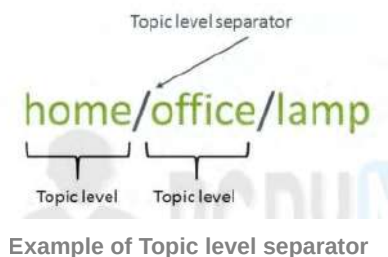 Topic level separator
home/office/lamp
Topic level Topic level
Example of Topic level separator